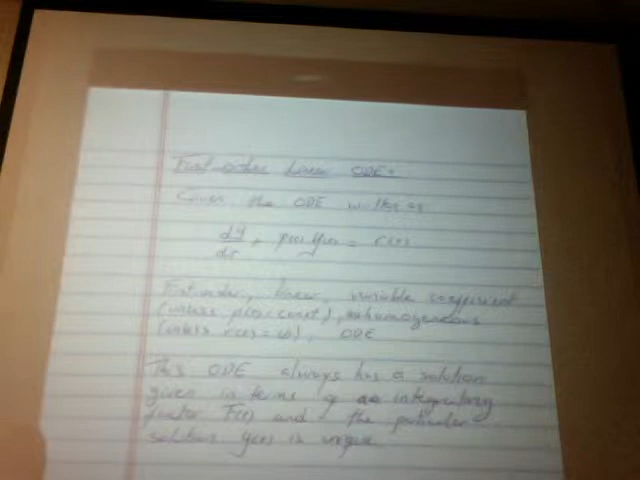 First order Linear ODEs
Given the ODE written as
dy/dx + p(x) y(x) = r(x)
First order, linear, variable coefficient
(unless p(x) = const), inhomogeneous
(unless r(x) = 0), ODE
This ODE always has a solution
given in terms of an integrating
factor F(x) and the particular
solution y(x) is unique